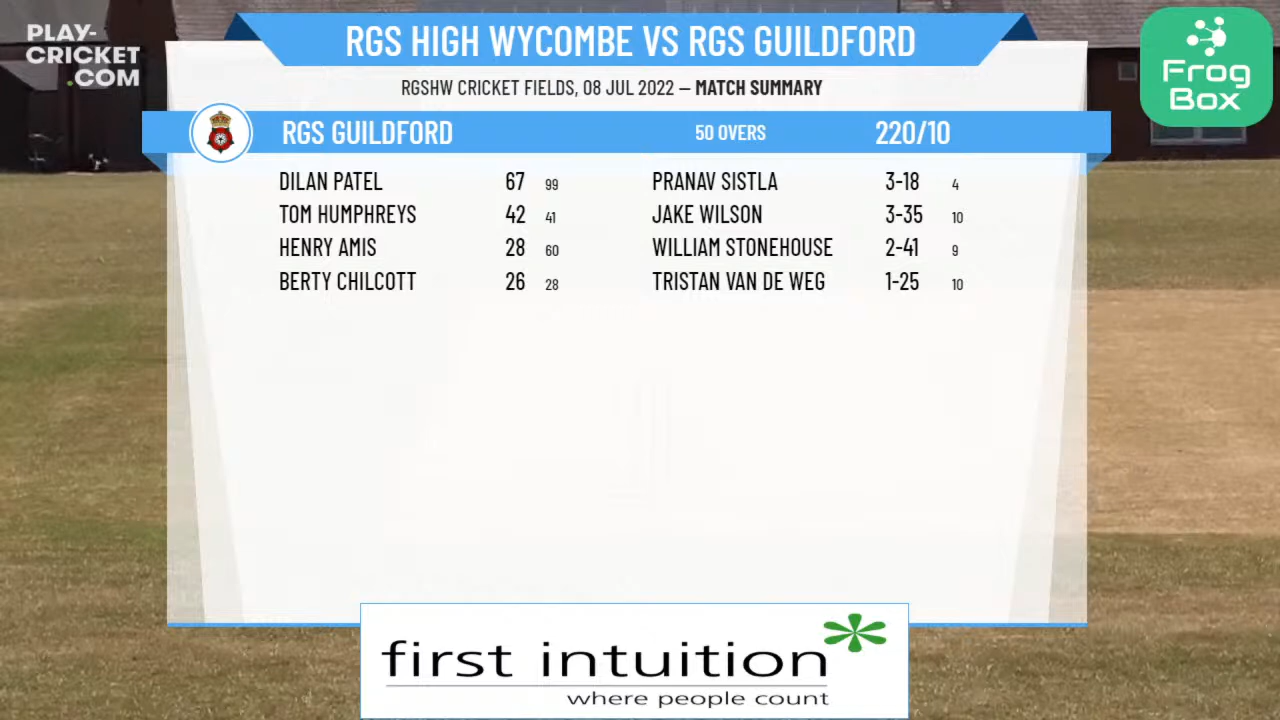 PLAY-
CRICKET
.COM
RGS HIGH WYCOMBE VS RGS GUILDFORD
Frog
Box
RGSHW CRICKET FIELDS, 08 JUL 2022 – MATCH SUMMARY
RGS GUILDFORD 50 OVERS 220/10
DILAN PATEL 67 99 PRANAV SISTLA 3-18 4
TOM HUMPHREYS 42 41 JAKE WILSON 3-35 10
HENRY AMIS 28 60 WILLIAM STONEHOUSE 2-41 9
BERTY CHILCOTT 26 28 TRISTAN VAN DE WEG 1-25 10
first intuition
where people count